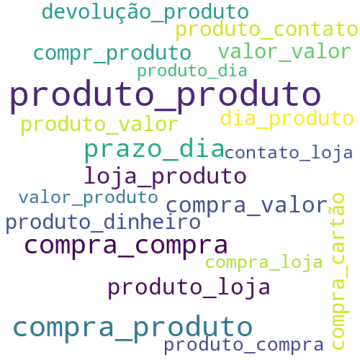 devolução_produto
produto_contato
compr_produto
valor_valor
produto_dia
produto_produto
produto_valor
dia_produto
prazo_dia
contato_loja
loja_produto
valor_produto
compra_valor
produto_dinheiro
compra_compra
compra_loja
produto_loja
compra_cartão
compra_produto
produto_compra